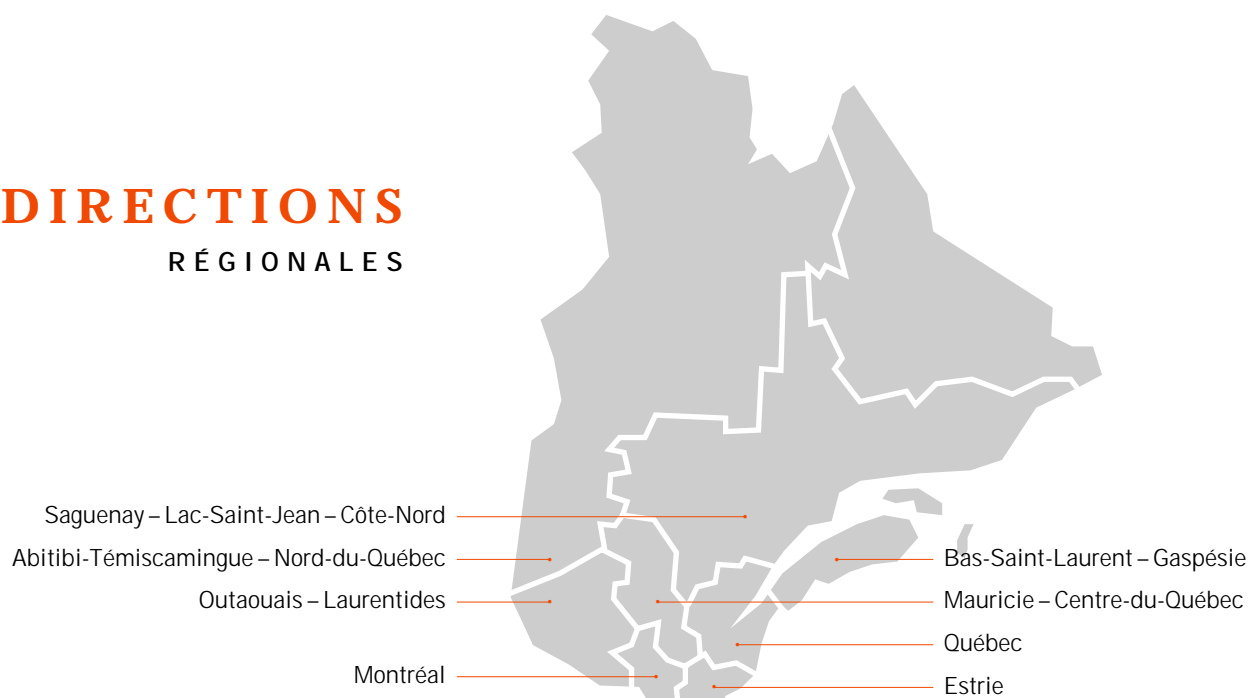 DIRECTIONS
RÉGIONALES
Saguenay – Lac-Saint-Jean – Côte-Nord
Abitibi-Témiscamingue – Nord-du-Québec
Outaouais – Laurentides
Montréal
Bas-Saint-Laurent – Gaspésie
Mauricie – Centre-du-Québec
Québec
Estrie